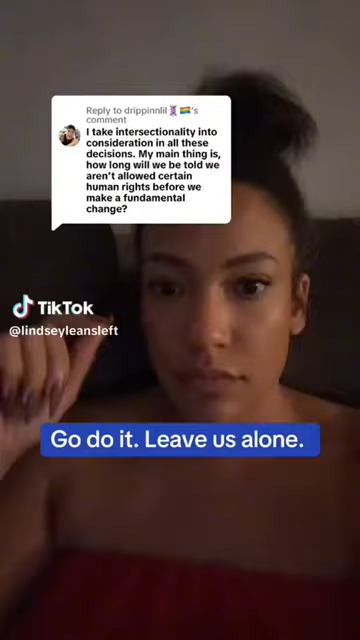 Reply to drippinnlil🧬🏳️‍🌈's
comment
I take intersectionality into
consideration in all these
decisions. My main thing is,
how long will we be told we
aren't allowed certain
human rights before we
make a fundamental
change?
TikTok
@lindseyleansleft
Go do it. Leave us alone.